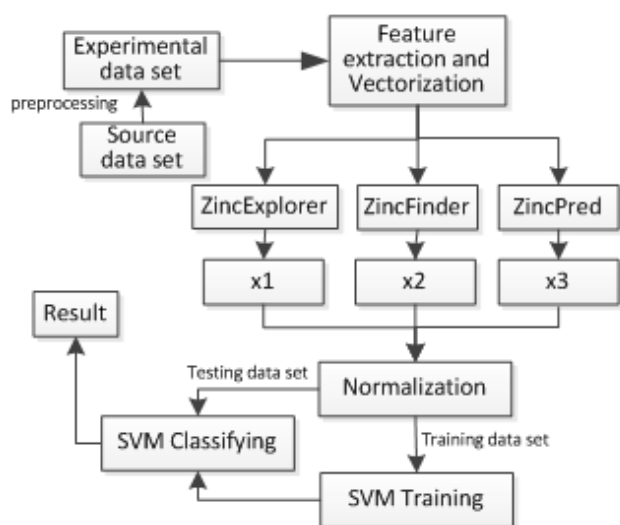 Experimental
data set
Feature
extraction and
Vectorization
preprocessing
Source
data set
ZincExplorer
ZincFinder
ZincPred
x1
x2
x3
Result
Testing data set
Normalization
SVM Classifying
Training data set
SVM Training